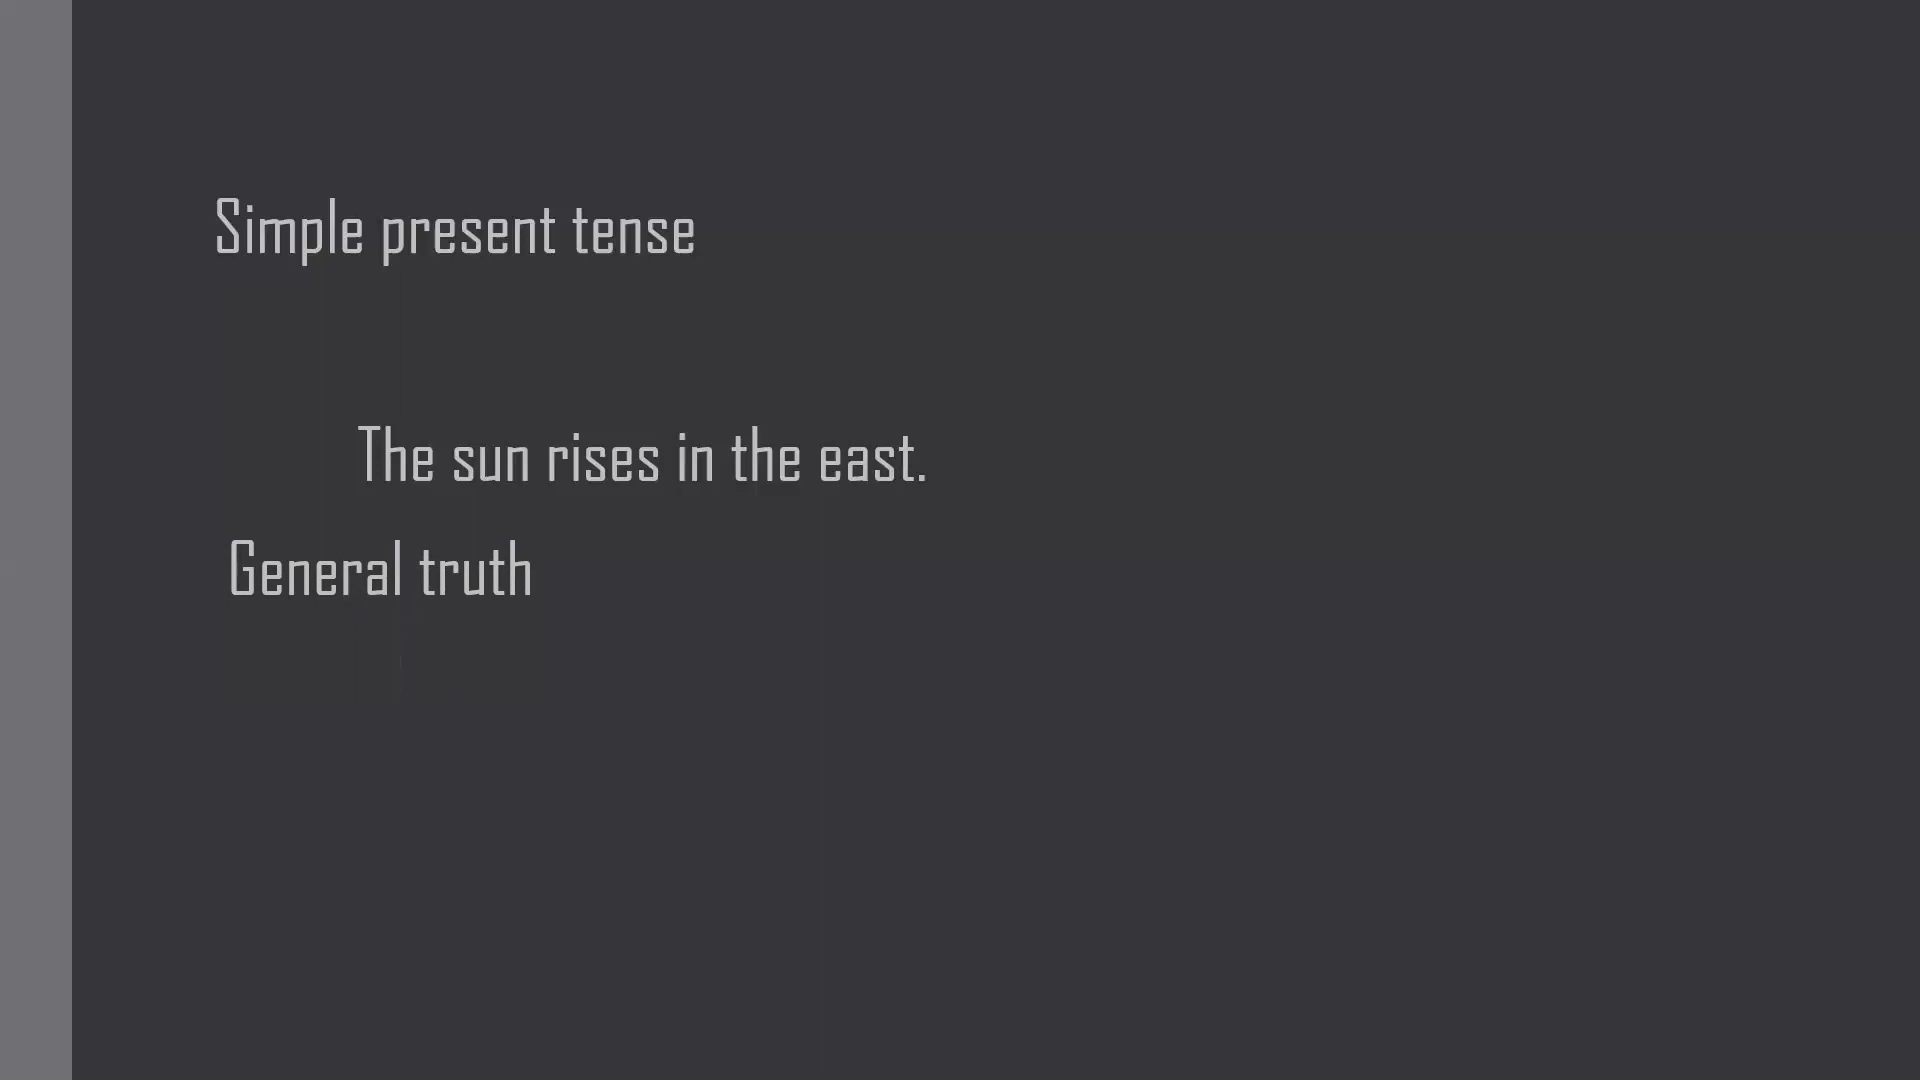 Simple present tense
The sun rises in the east.
General truth